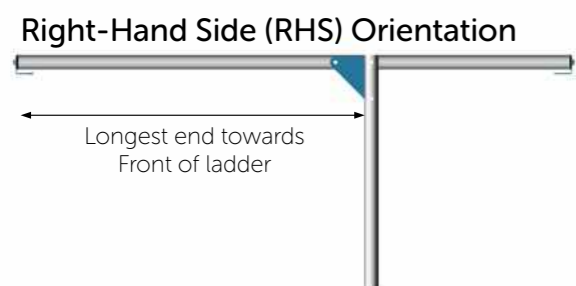 Right-Hand Side (RHS) Orientation
Longest end towards
Front of ladder